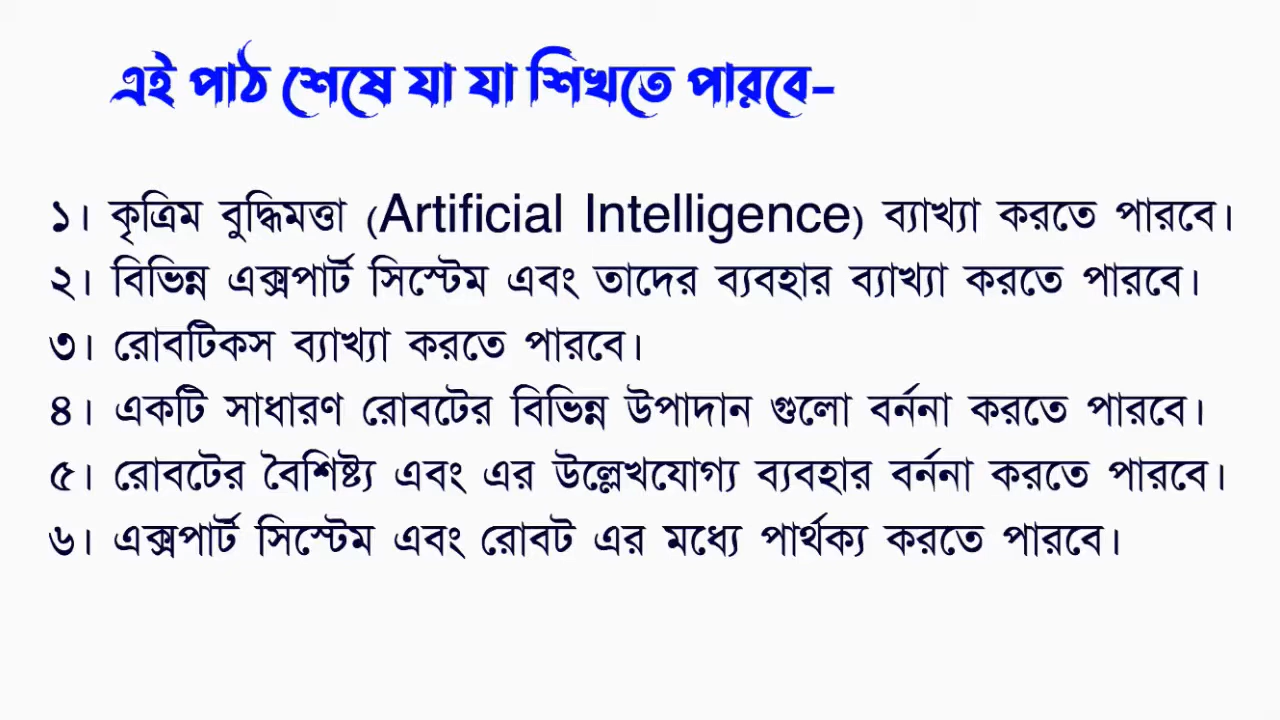 এই পাঠ শেষে যা যা শিখতে পারবে-
১। কৃত্রিম বুদ্ধিমত্তা (Artificial Intelligence) ব্যাখ্যা করতে পারবে।
২। বিভিন্ন এক্সপার্ট সিস্টেম এবং তাদের ব্যবহার ব্যাখ্যা করতে পারবে।
৩। রোবটিকস ব্যাখ্যা করতে পারবে।
৪। একটি সাধারণ রোবটের বিভিন্ন উপাদান গুলো বর্ননা করতে পারবে।
৫। রোবটের বৈশিষ্ট্য এবং এর উল্লেখযোগ্য ব্যবহার বর্ননা করতে পারবে।
৬। এক্সপার্ট সিস্টেম এবং রোবট এর মধ্যে পার্থক্য করতে পারবে।